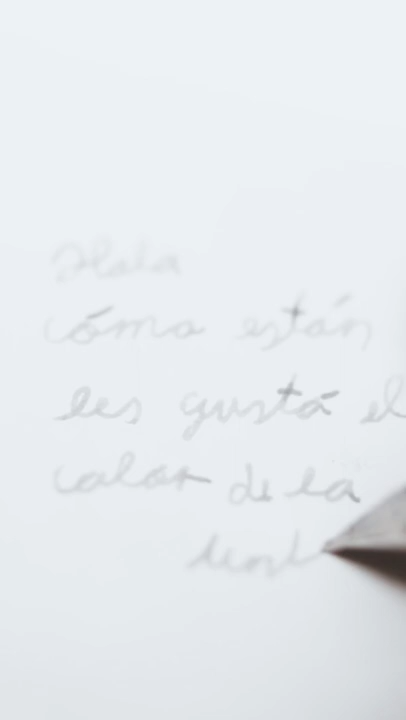 Hola
cómo están
les gustá el
calor de la